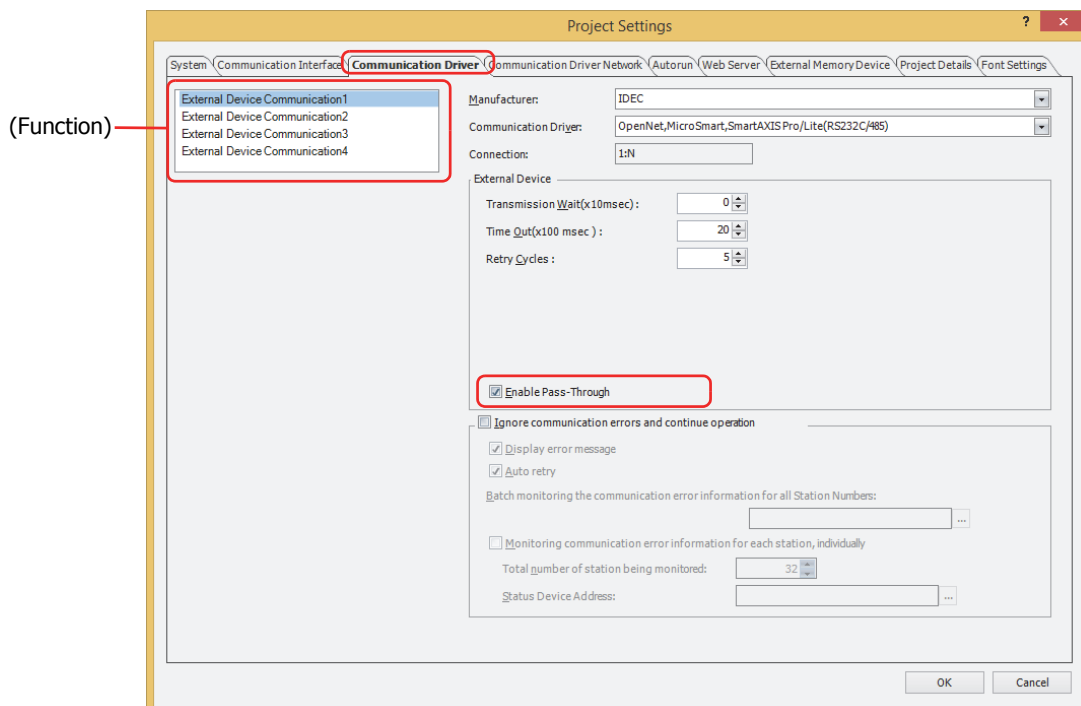 Project Settings
?
×
System
Communication Interface
Communication Driver
Communication Driver Network
Autorun
Web Server
External Memory Device
Project Details
Font Settings
(Function)
External Device Communication1
External Device Communication2
External Device Communication3
External Device Communication4
Manufacturer:
IDEC
Communication Driver:
OpenNet,MicroSmart,SmartAXIS Pro/Lite(RS232C/485)
Connection:
1:N
External Device
Transmission Wait(x10msec) :
0
Time Out(x100 msec ) :
20
Retry Cycles :
5
Enable Pass-Through
Ignore communication errors and continue operation
Display error message
Auto retry
Batch monitoring the communication error information for all Station Numbers:
...
Monitoring communication error information for each station, individually
Total number of station being monitored:
32
Status Device Address:
...
OK
Cancel